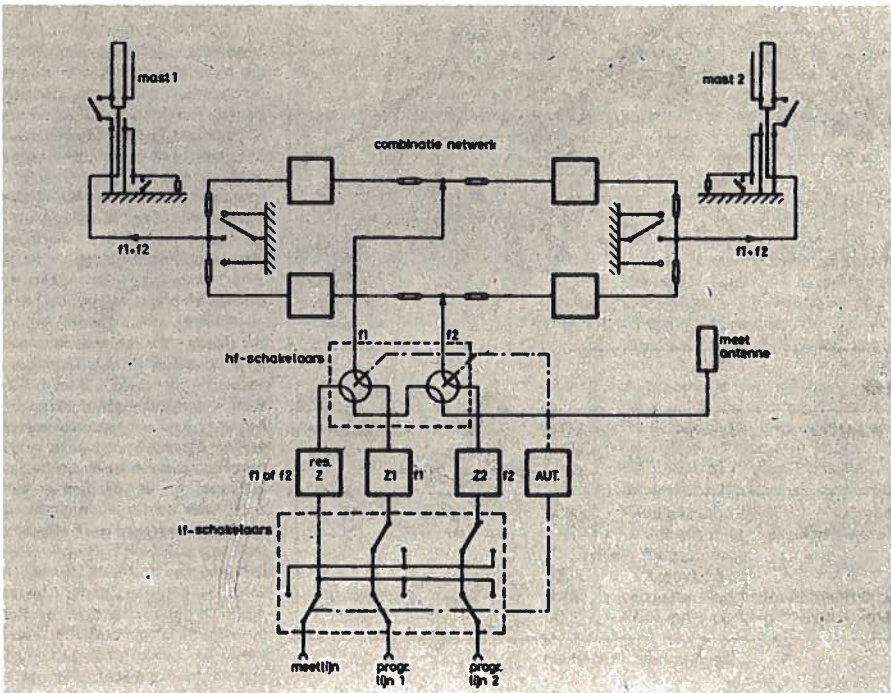 mast 1
mast 2
combinatie netwerk
f1+f2
f1+f2
f1
f2
hf-schakelaars
meet
antenne
f1 of f2
res.
Z
Z1
f1
Z2
f2
AUT.
lf-schakelaars
meetlijn
progr.
lijn 1
progr.
lijn 2